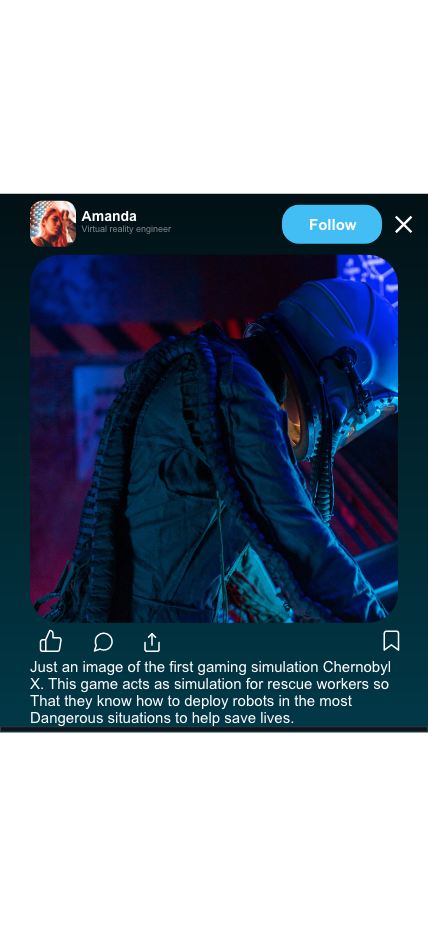 Amanda
Virtual reality engineer
Follow
Just an image of the first gaming simulation Chernobyl
X. This game acts as simulation for rescue workers so
That they know how to deploy robots in the most
Dangerous situations to help save lives.